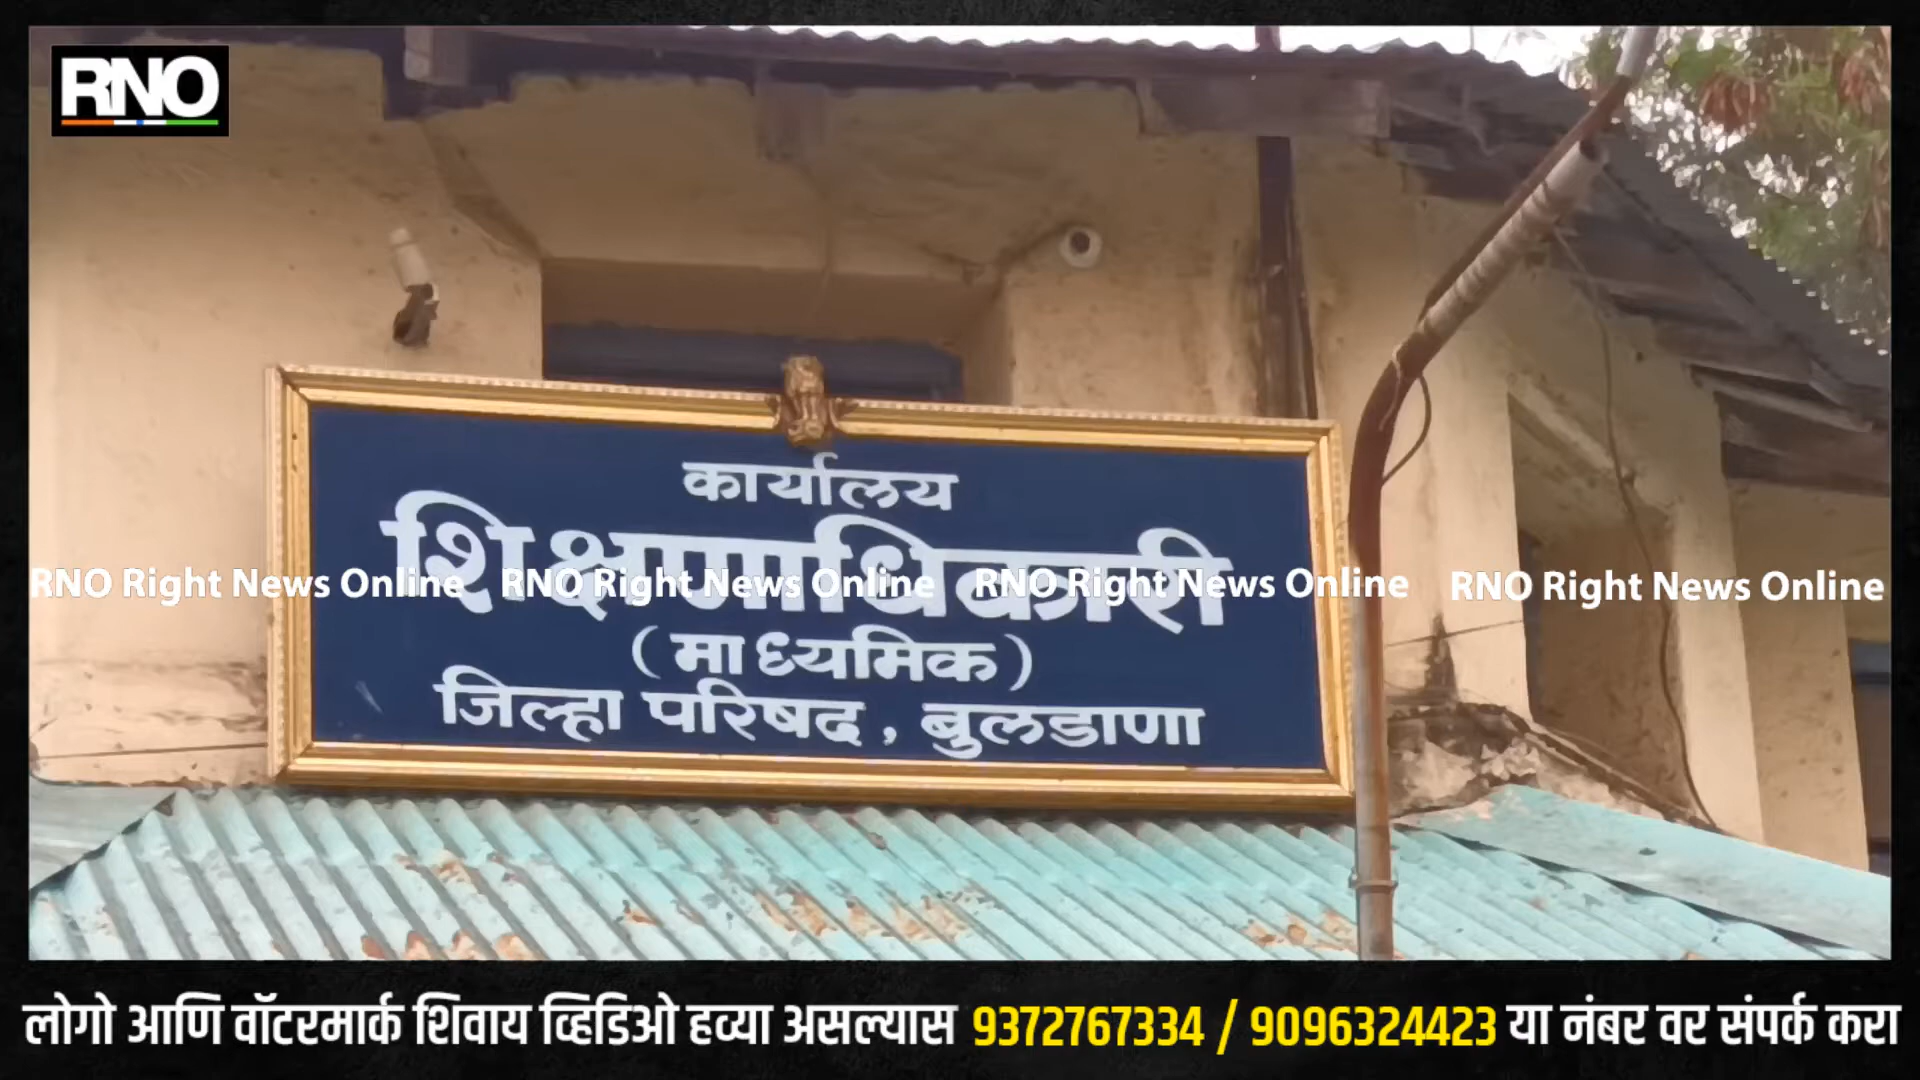 RNO
कार्यालय
शिक्षणाधिकारी
RNO Right News Online RNO Right News Online RNO Right News Online RNO Right News Online
(माध्यमिक)
जिल्हा परिषद, बुलडाणा
लोगो आणि वॉटरमार्क शिवाय व्हिडिओ हव्या असल्यास 9372767334 / 9096324423 या नंबर वर संपर्क करा